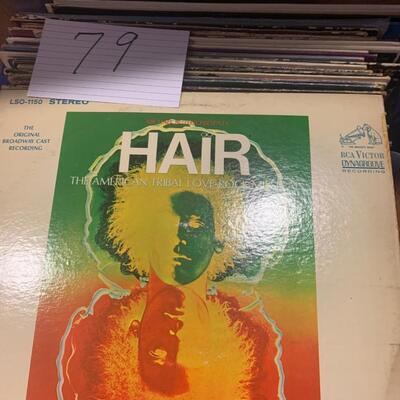 79
LSO-1150 STEREO
THE
ORIGINAL
BROADWAY CAST
RECORDING
HAIR
THE AMERICAN TRIBAL LOVE-ROCK
RCA VICTOR
DYNAGROOVE
RECORDING